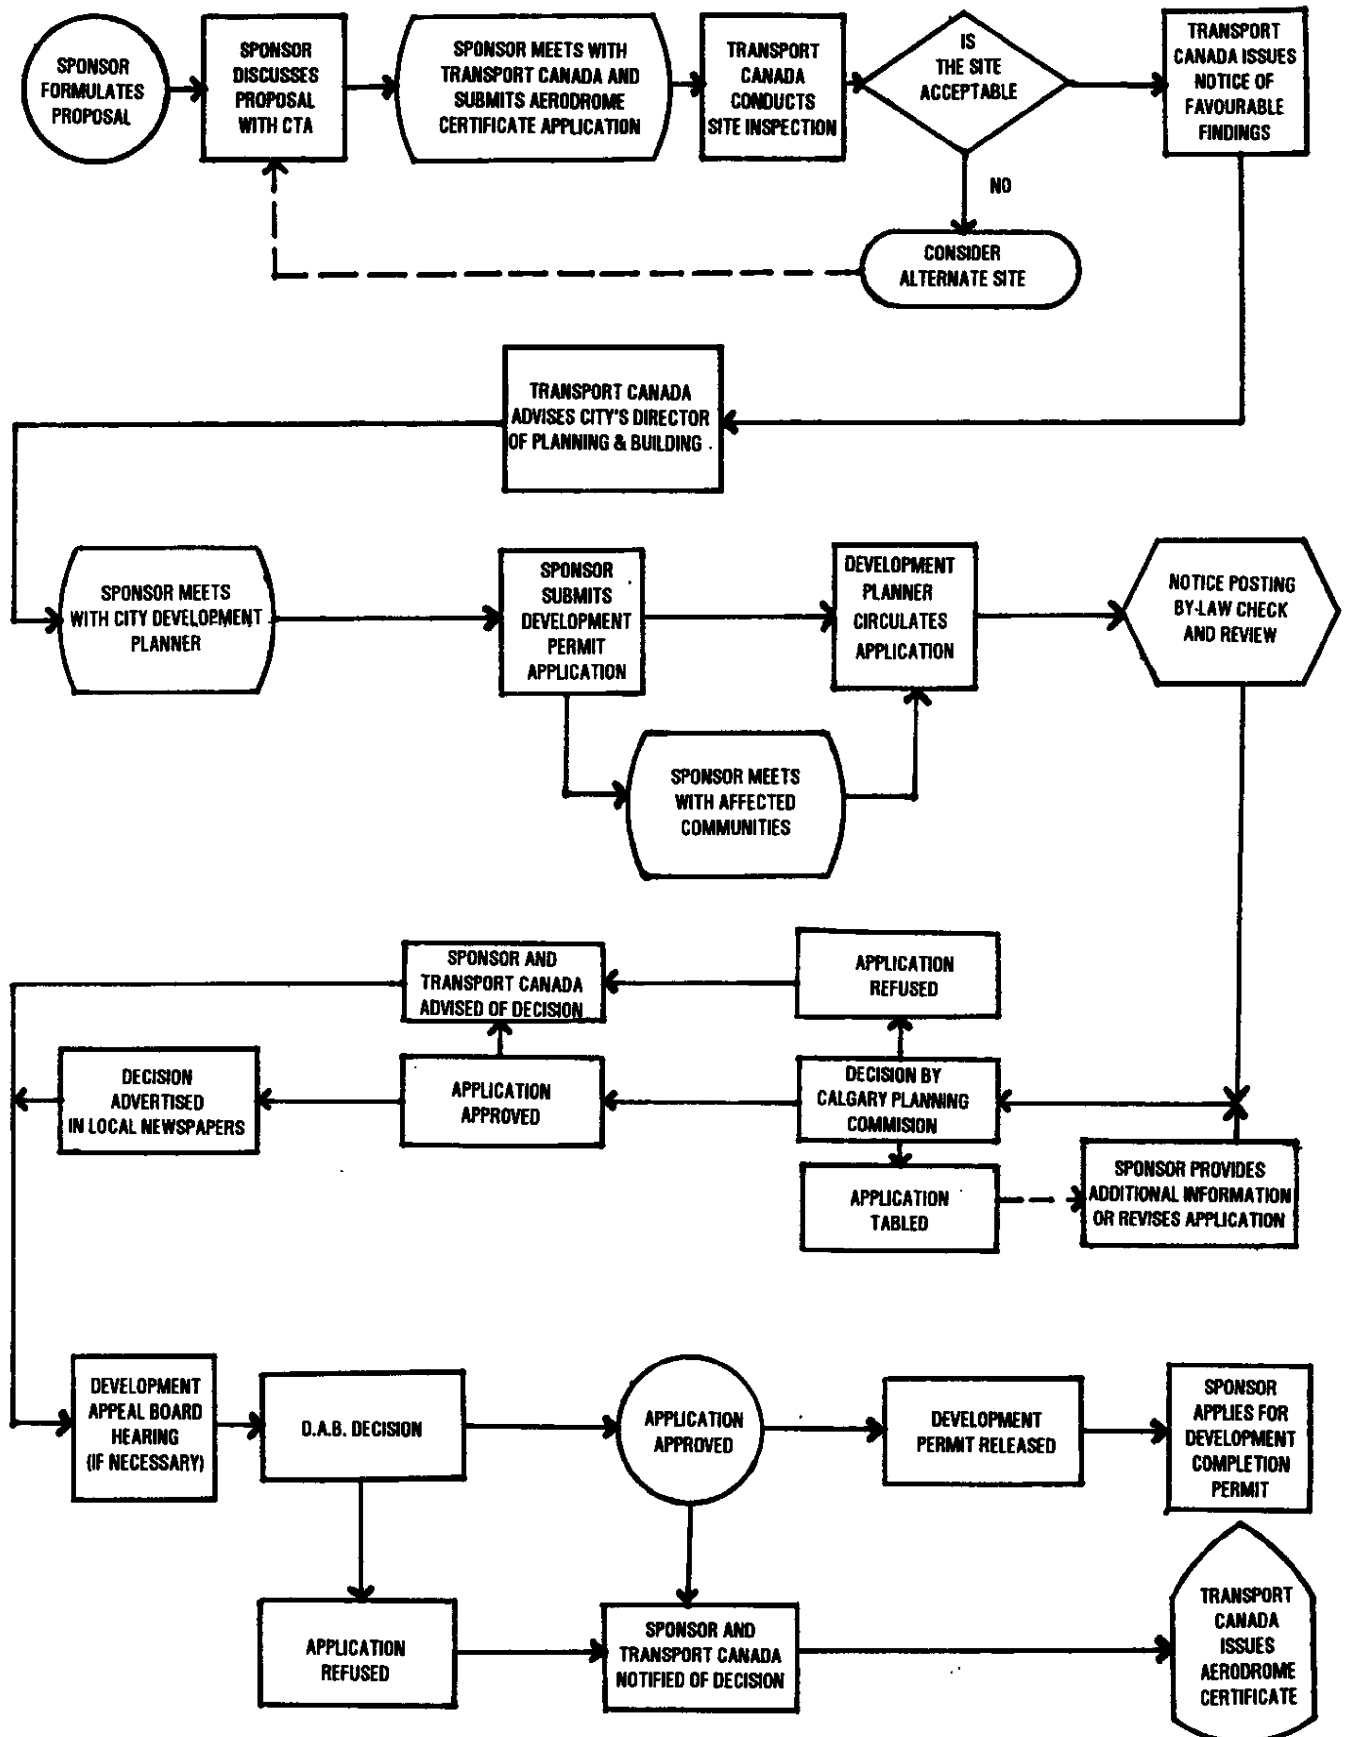 SPONSOR
FORMULATES
PROPOSAL
SPONSOR
DISCUSSES
PROPOSAL
WITH CTA
SPONSOR MEETS WITH
TRANSPORT CANADA AND
SUBMITS AERODROME
CERTIFICATE APPLICATION
TRANSPORT
CANADA
CONDUCTS
SITE INSPECTION
IS
THE SITE
ACCEPTABLE
TRANSPORT
CANADA ISSUES
NOTICE OF
FAVOURABLE
FINDINGS
NO
CONSIDER
ALTERNATE SITE
TRANSPORT CANADA
ADVISES CITY'S DIRECTOR
OF PLANNING & BUILDING
SPONSOR MEETS
WITH CITY DEVELOPMENT
PLANNER
SPONSOR
SUBMITS
DEVELOPMENT
PERMIT
APPLICATION
DEVELOPMENT
PLANNER
CIRCULATES
APPLICATION
NOTICE POSTING
BY-LAW CHECK
AND REVIEW
SPONSOR MEETS
WITH AFFECTED
COMMUNITIES
SPONSOR AND
TRANSPORT CANADA
ADVISED OF DECISION
APPLICATION
REFUSED
DECISION
ADVERTISED
IN LOCAL NEWSPAPERS
APPLICATION
APPROVED
DECISION BY
CALGARY PLANNING
COMMISION
APPLICATION
TABLED
SPONSOR PROVIDES
ADDITIONAL INFORMATION
OR REVISES APPLICATION
DEVELOPMENT
APPEAL BOARD
HEARING
(IF NECESSARY)
D.A.B. DECISION
APPLICATION
APPROVED
DEVELOPMENT
PERMIT RELEASED
SPONSOR
APPLIES FOR
DEVELOPMENT
COMPLETION
PERMIT
APPLICATION
REFUSED
SPONSOR AND
TRANSPORT CANADA
NOTIFIED OF DECISION
TRANSPORT
CANADA
ISSUES
AERODROME
CERTIFICATE